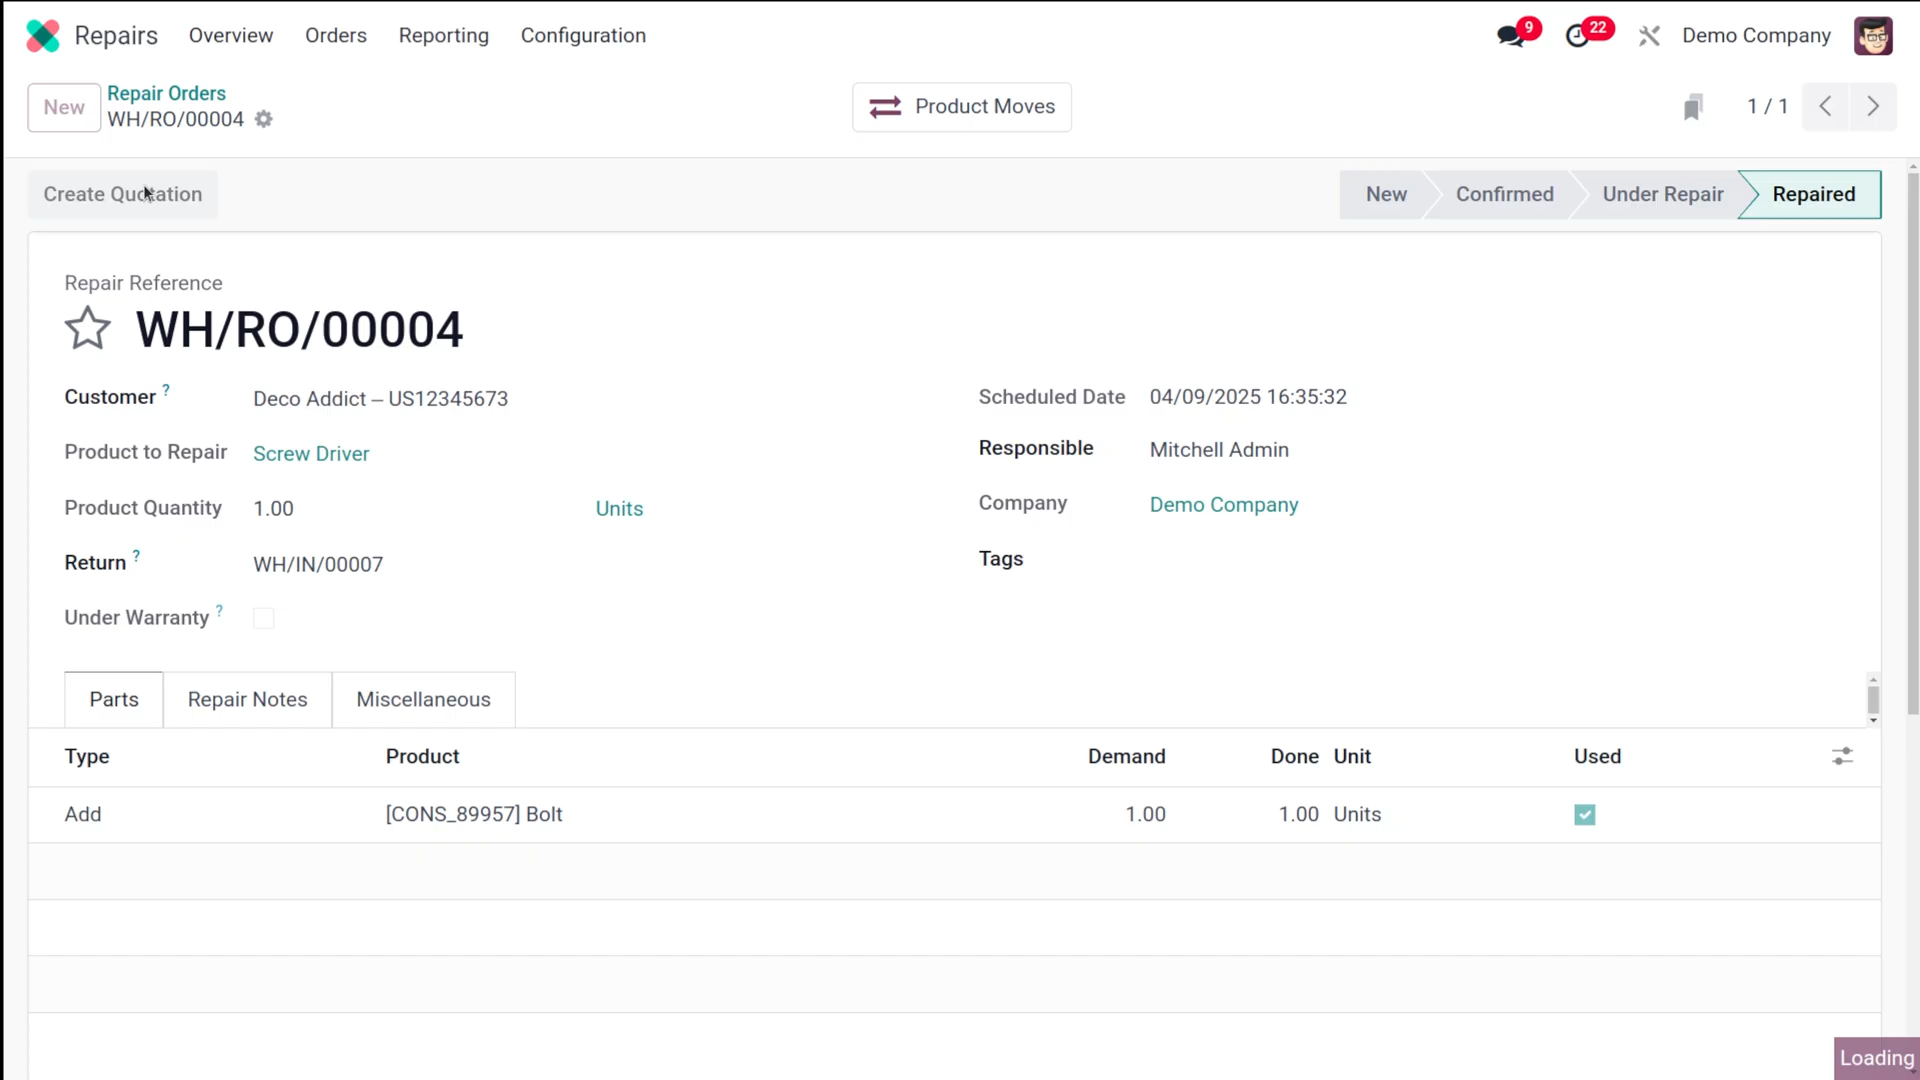 Repairs Overview Orders Reporting Configuration 9 22 Demo Company
New Repair Orders
WH/RO/00004
Product Moves
1 / 1
Create Quotation
New Confirmed Under Repair Repaired
Repair Reference
WH/RO/00004
Customer ? Deco Addict – US12345673
Scheduled Date 04/09/2025 16:35:32
Product to Repair Screw Driver
Responsible Mitchell Admin
Product Quantity 1.00 Units
Company Demo Company
Return ? WH/IN/00007
Tags
Under Warranty ?
Parts Repair Notes Miscellaneous
Type Product Demand Done Unit Used
Add [CONS_89957] Bolt 1.00 1.00 Units
Loading